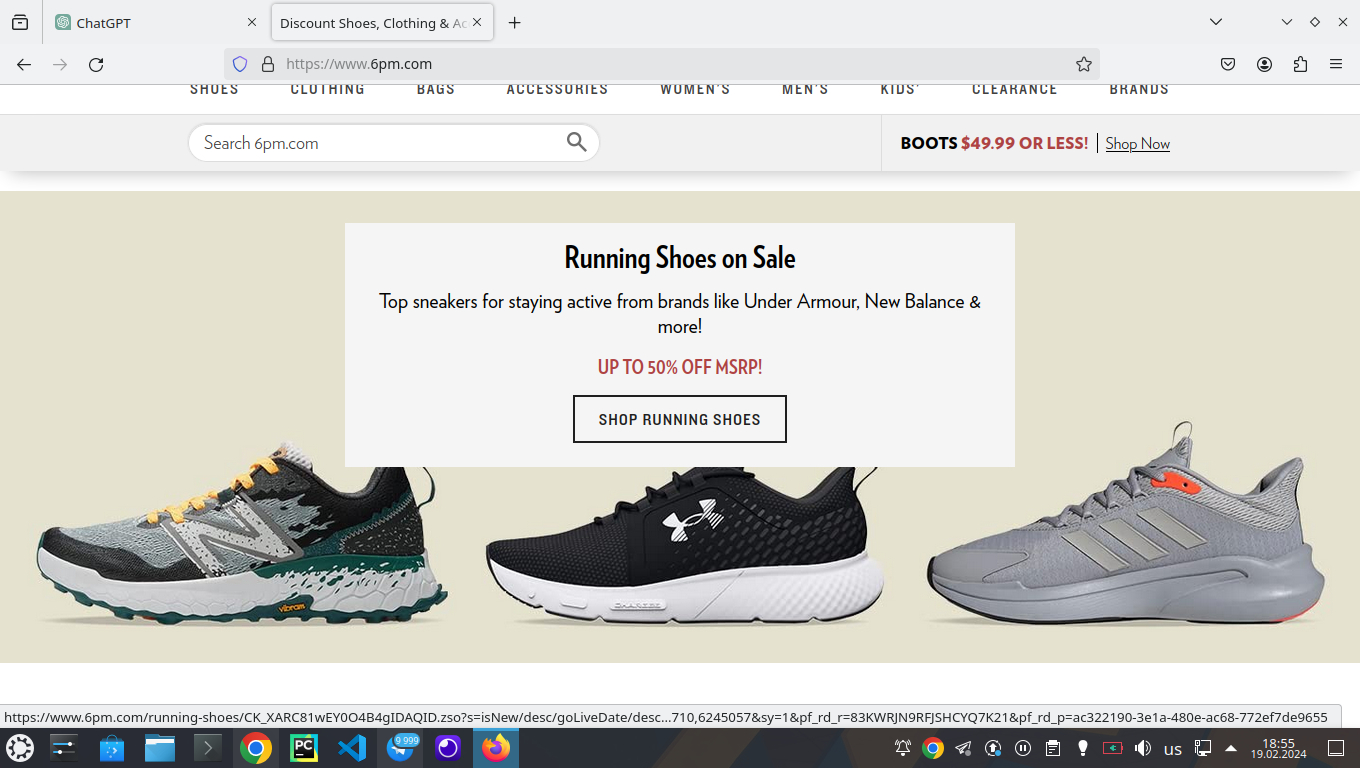 ChatGPT
Discount Shoes, Clothing & Ac
https://www.6pm.com
SHOES CLOTHING BAGS ACCESSORIES WOMEN'S MEN'S KIDS' CLEARANCE BRANDS
Search 6pm.com
BOOTS $49.99 OR LESS! Shop Now
Running Shoes on Sale
Top sneakers for staying active from brands like Under Armour, New Balance &
more!
UP TO 50% OFF MSRP!
SHOP RUNNING SHOES
vibram
CHARGED
https://www.6pm.com/running-shoes/CK_XARC81wEY0O4B4gIDAQID.zso?s=isNew/desc/goLiveDate/desc...710,6245057&sy=1&pf_rd_r=83KWRJN9RFJSHCYQ7K21&pf_rd_p=ac322190-3e1a-480e-ac68-772ef7de9655
PC
9 999
us
18:55
19.02.2024